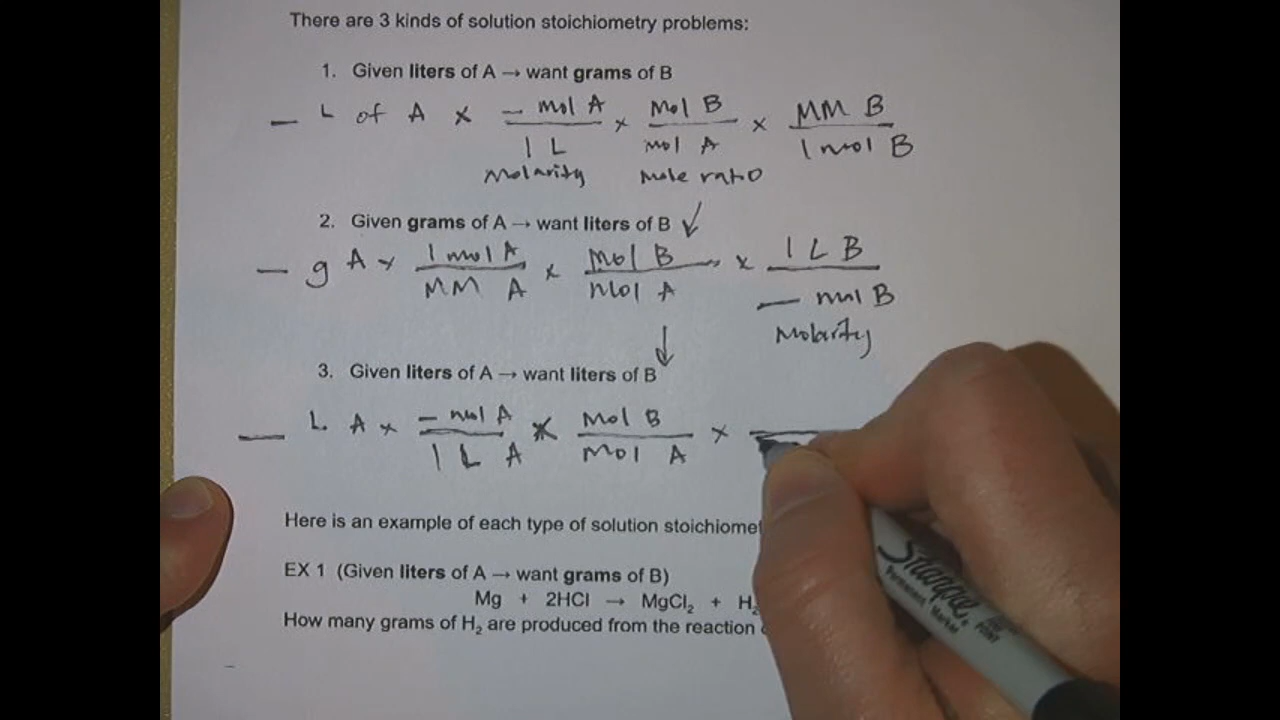 There are 3 kinds of solution stoichiometry problems:
1. Given liters of A → want grams of B
_ L of A x _ mol A / 1 L x Mol B / mol A x MM B / 1 mol B
Molarity Mole ratio
2. Given grams of A → want liters of B ↓
_ g A x 1 mol A / MM A x Mol B / Mol A x 1 L B / _ mol B
Molarity
↓
3. Given liters of A → want liters of B
_ L A x _ mol A / 1 L A x Mol B / Mol A x
Here is an example of each type of solution
EX 1 (Given liters of A → want grams of B)
Mg + 2HCl → MgCl₂ + H₂
How many grams of H₂ are produced from the reaction
Sharpie
Permanent Marker